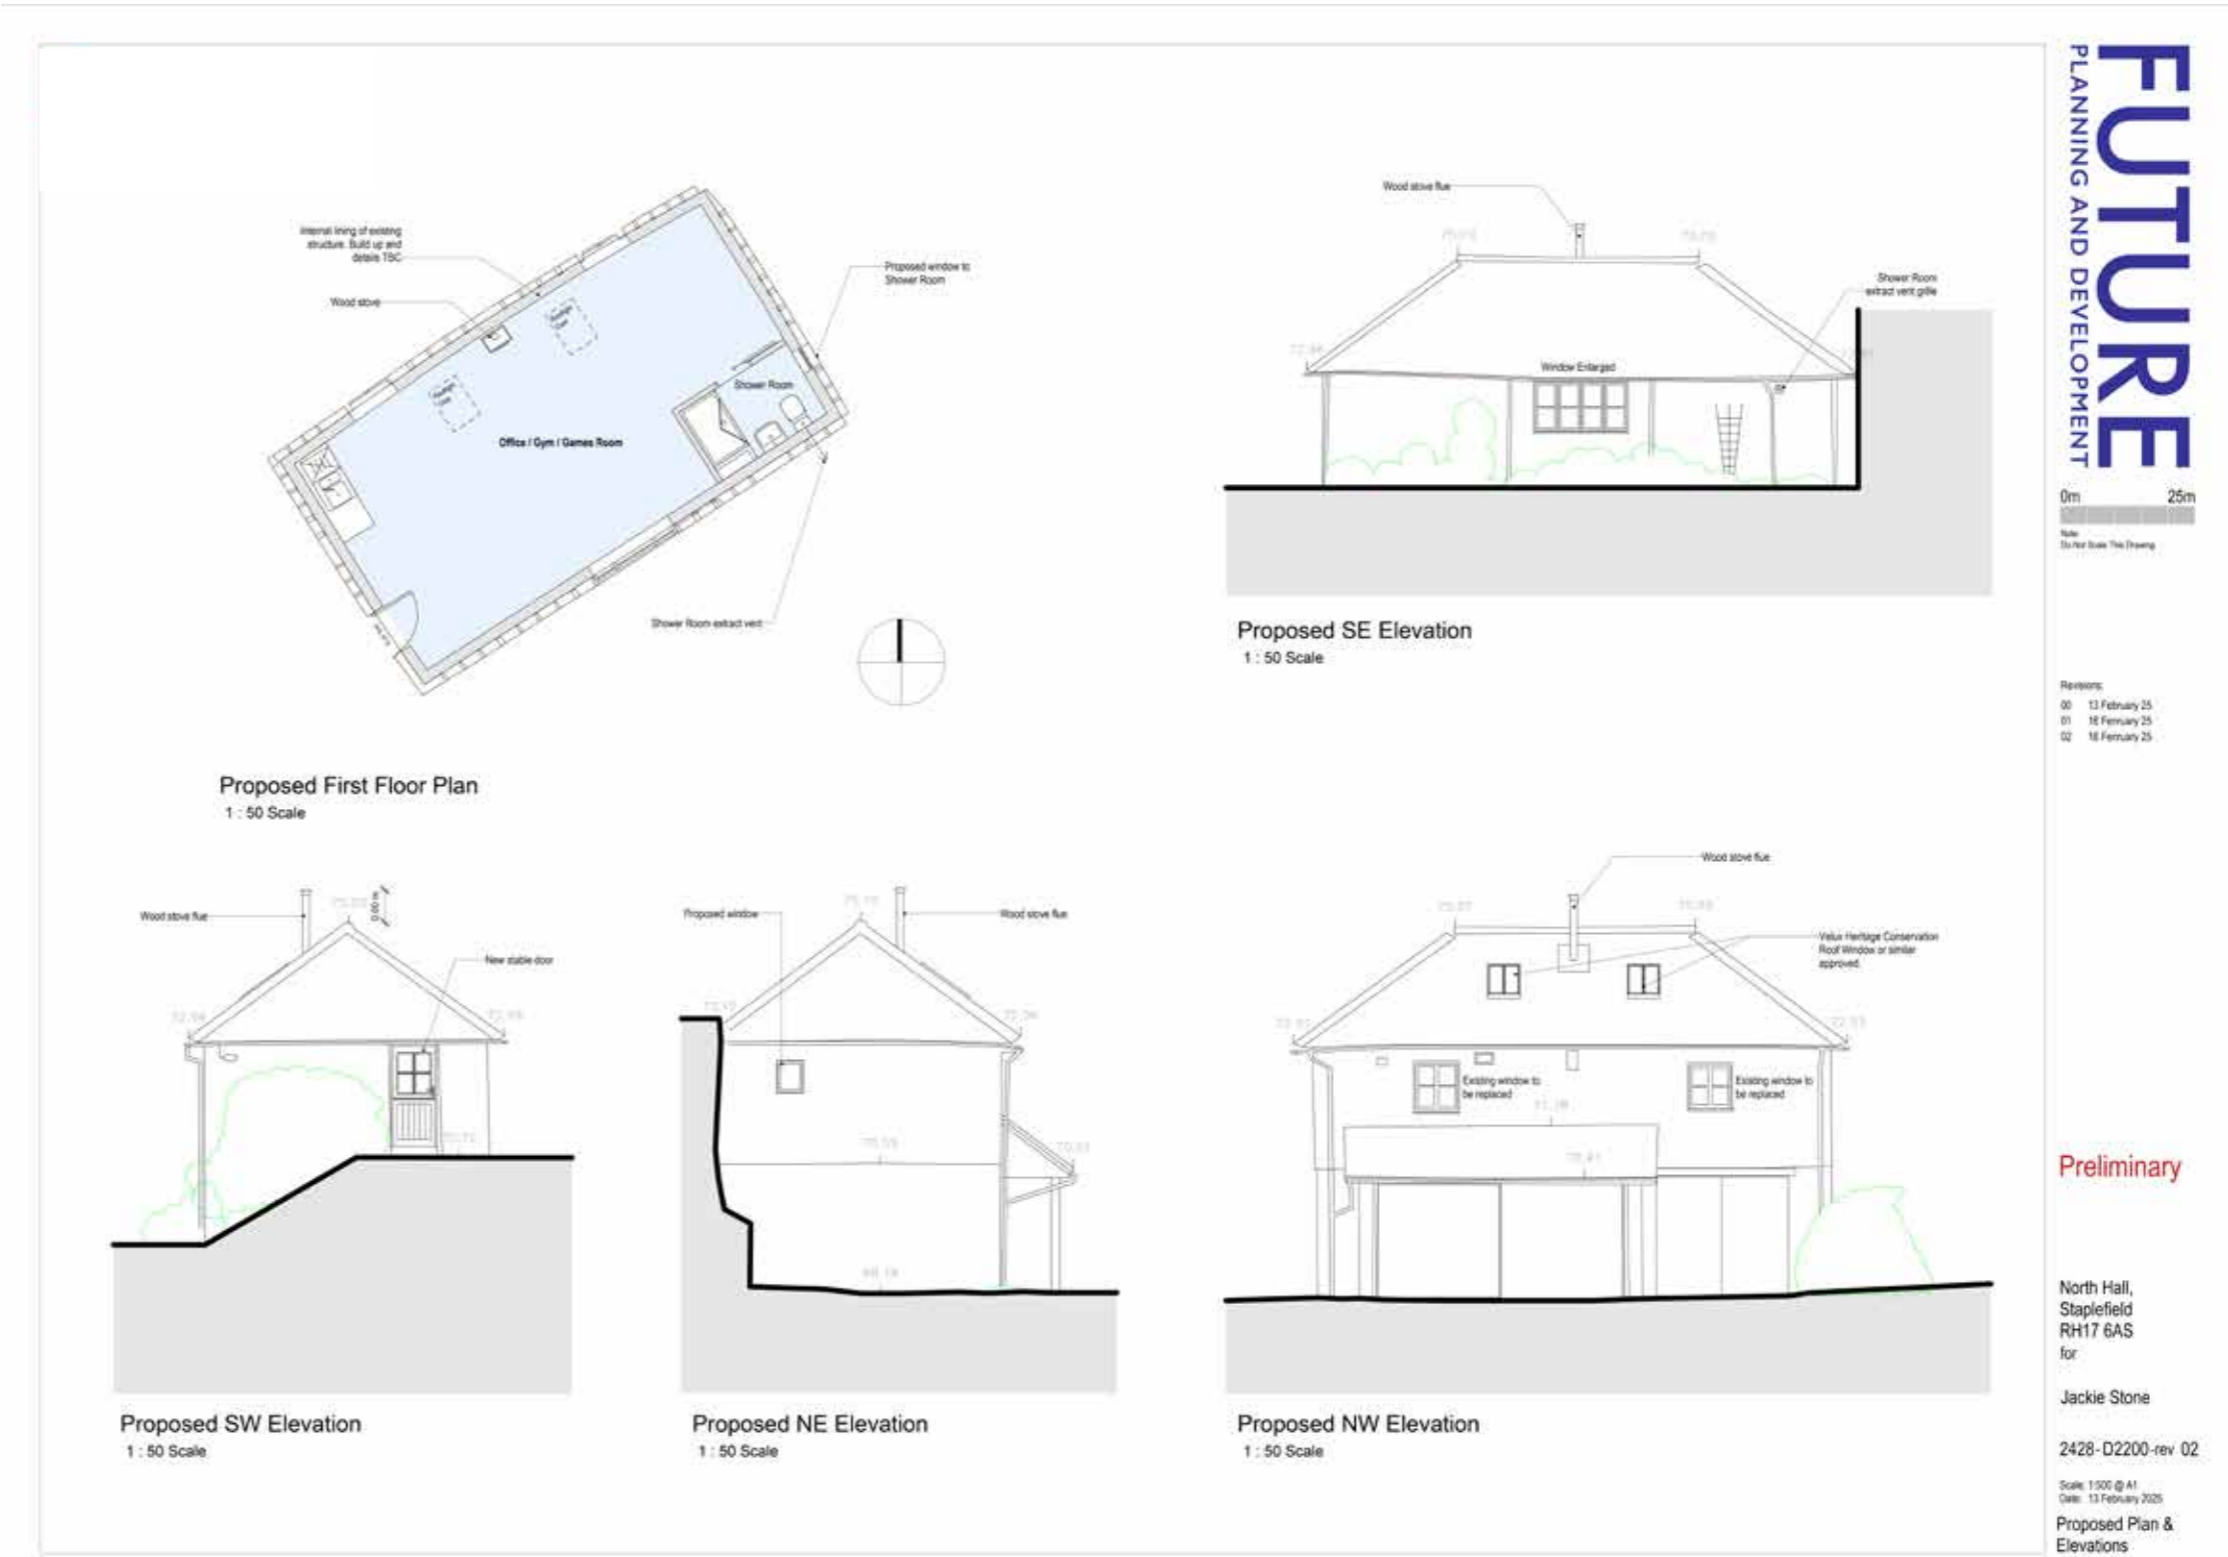 Internal lining of existing
structure. Build up and
details TBC
Wood stove
Proposed window to
Shower Room
Shower Room
Office / Gym / Games Room
Shower Room extract vent
Proposed First Floor Plan
1 : 50 Scale
Wood stove flue
Shower Room
extract vent grille
Window Enlarged
Proposed SE Elevation
1 : 50 Scale
Wood stove flue
New stable door
Proposed SW Elevation
1 : 50 Scale
Proposed window
Wood stove flue
Proposed NE Elevation
1 : 50 Scale
Wood stove flue
Velux Heritage Conservation
Roof Window or similar
approved.
Existing window to
be replaced
Existing window to
be replaced
Proposed NW Elevation
1 : 50 Scale
FUTURE
PLANNING AND DEVELOPMENT
0m 25m
Note:
Do Not Scale This Drawing
Revisions:
00 13 February 25
01 16 Ferruary 25
02 18 Ferruary 25
Preliminary
North Hall,
Staplefield
RH17 6AS
for
Jackie Stone
2428-D2200-rev 02
Scale: 1:500 @ A1
Date: 13 February 2025
Proposed Plan &
Elevations